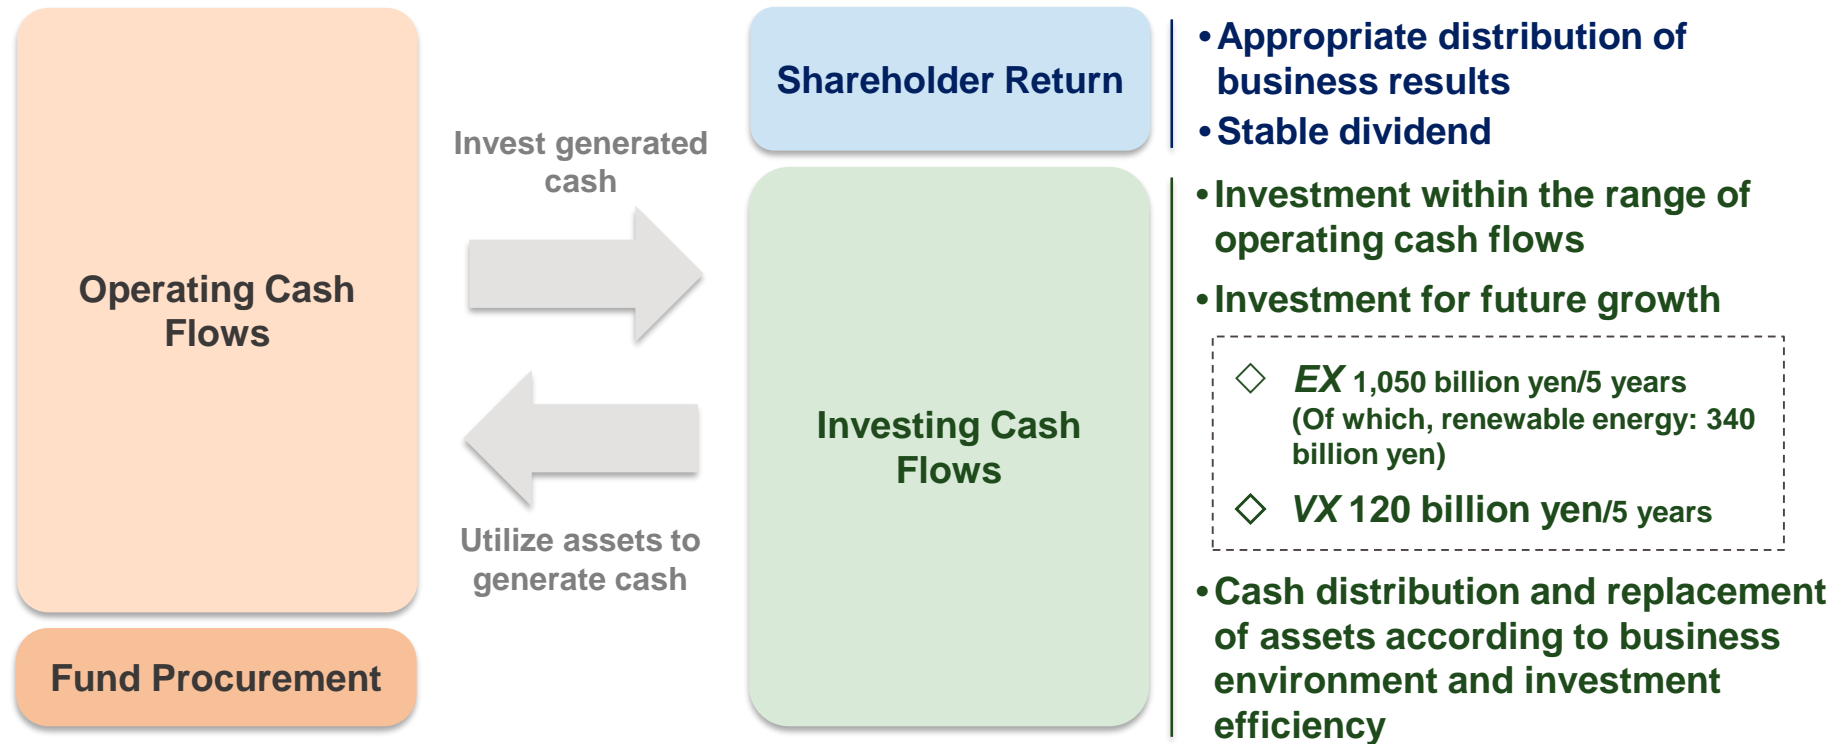 Operating Cash
Flows
Fund Procurement
Invest generated
cash
Utilize assets to
generate cash
Shareholder Return
Investing Cash
Flows
•Appropriate distribution of
business results
•Stable dividend
•Investment within the range of
operating cash flows
•Investment for future growth
◇ EX 1,050 billion yen/5 years
(Of which, renewable energy: 340
billion yen)
◇ VX 120 billion yen/5 years
•Cash distribution and replacement
of assets according to business
environment and investment
efficiency